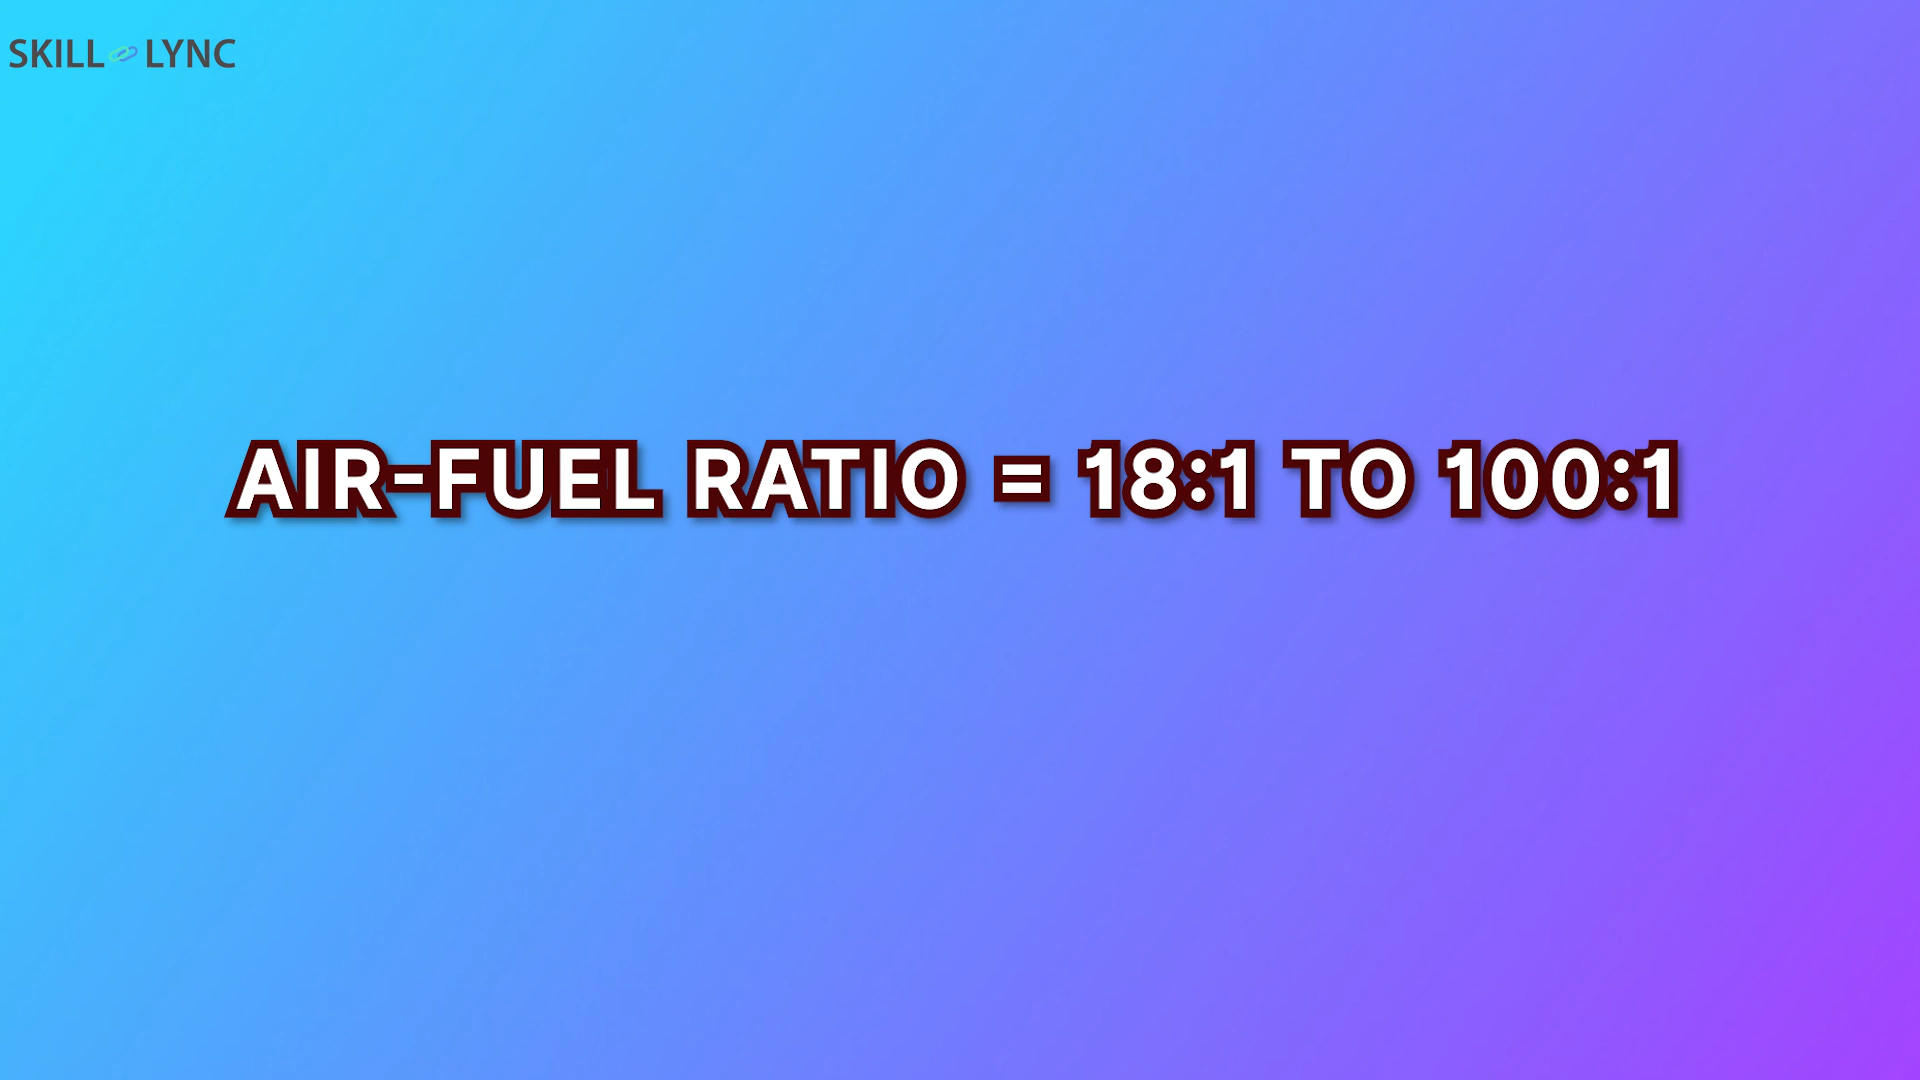 SKILL LYNC
AIR-FUEL RATIO = 18:1 TO 100:1